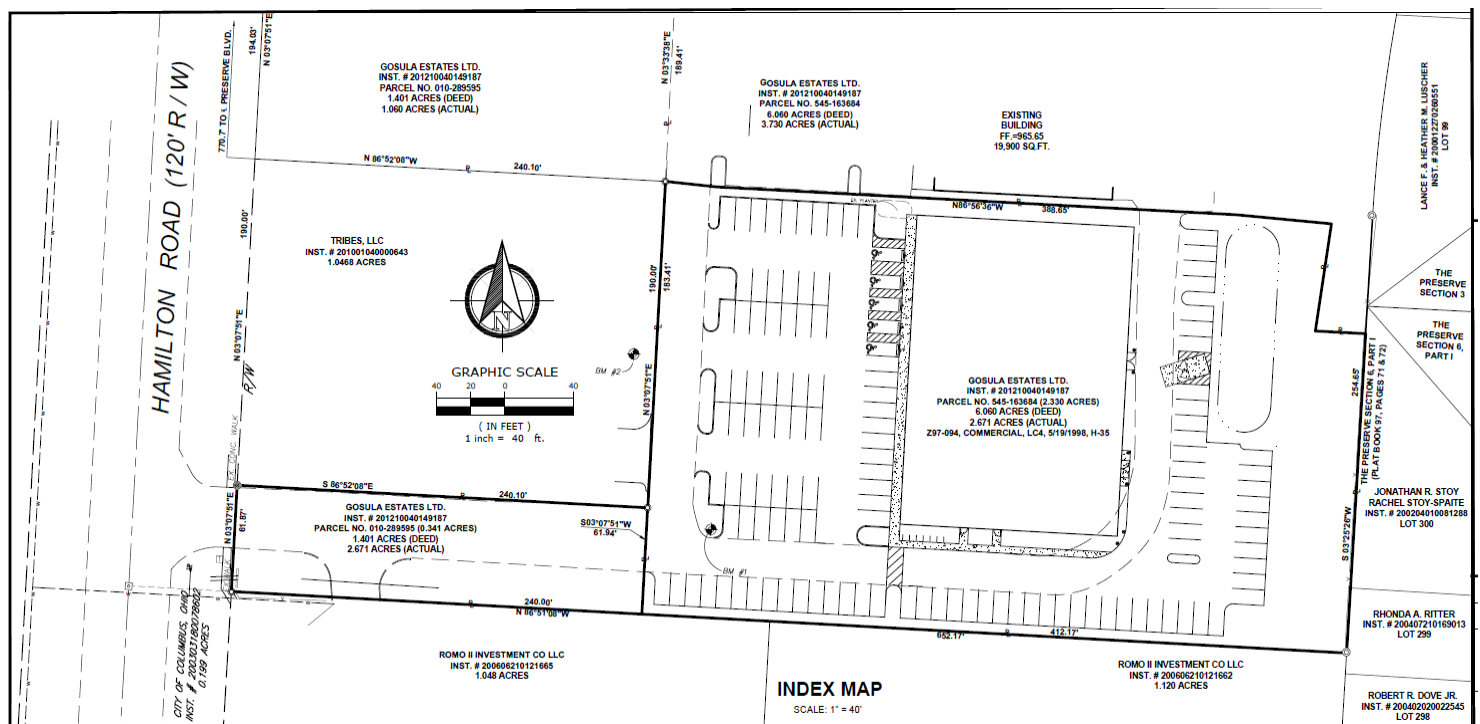 770.7' TO ℄ PRESERVE BLVD.
194.03'
N 03°07'51"E
HAMILTON ROAD (120' R / W)
GOSULA ESTATES LTD.
INST. # 201210040149187
PARCEL NO. 010-289595
1.401 ACRES (DEED)
1.060 ACRES (ACTUAL)
N 03°33'38"E
189.41'
GOSULA ESTATES LTD.
INST. # 201210040149187
PARCEL NO. 545-163684
6.060 ACRES (DEED)
3.730 ACRES (ACTUAL)
EXISTING
BUILDING
FF.=965.65
19,900 SQ.FT.
LANCE F. & HEATHER M. LUSCHER
INST. # 200012270260551
LOT 99
N 86°52'08"W
240.10'
EX. PLANTER
N86°56'36"W
388.65'
190.00'
N 03°07'51"E
R/W
TRIBES, LLC
INST. # 201001040000643
1.0468 ACRES
N
GRAPHIC SCALE
40 20 0 40
( IN FEET )
1 inch = 40 ft.
BM #2
190.00'
183.41'
N 03°07'51"E
THE
PRESERVE
SECTION 3
THE
PRESERVE
SECTION 6,
PART I
GOSULA ESTATES LTD.
INST. # 201210040149187
PARCEL NO. 545-163684 (2.330 ACRES)
6.060 ACRES (DEED)
2.671 ACRES (ACTUAL)
Z97-094, COMMERCIAL, LC4, 5/19/1998, H-35
254.65'
S 03°25'26"W
THE PRESERVE SECTION 6, PART I
(PLAT BOOK 97, PAGES 71 & 72)
EX. CONC. WALK
S 86°52'08"E
240.10'
N 03°07'51"E
61.87'
GOSULA ESTATES LTD.
INST. # 201210040149187
PARCEL NO. 010-289595 (0.341 ACRES)
1.401 ACRES (DEED)
2.671 ACRES (ACTUAL)
S03°07'51"W
61.94'
BM #1
JONATHAN R. STOY
RACHEL STOY-SPAITE
INST. # 200204010081288
LOT 300
CITY OF COLUMBUS, OHIO
INST. # 200303180078602
0.199 ACRES
240.00'
N 86°51'08"W
652.17'
412.17'
RHONDA A. RITTER
INST. # 200407210169013
LOT 299
ROMO II INVESTMENT CO LLC
INST. # 200606210121665
1.048 ACRES
INDEX MAP
SCALE: 1" = 40'
ROMO II INVESTMENT CO LLC
INST. # 200606210121662
1.120 ACRES
ROBERT R. DOVE JR.
INST. # 200402020022545
LOT 298